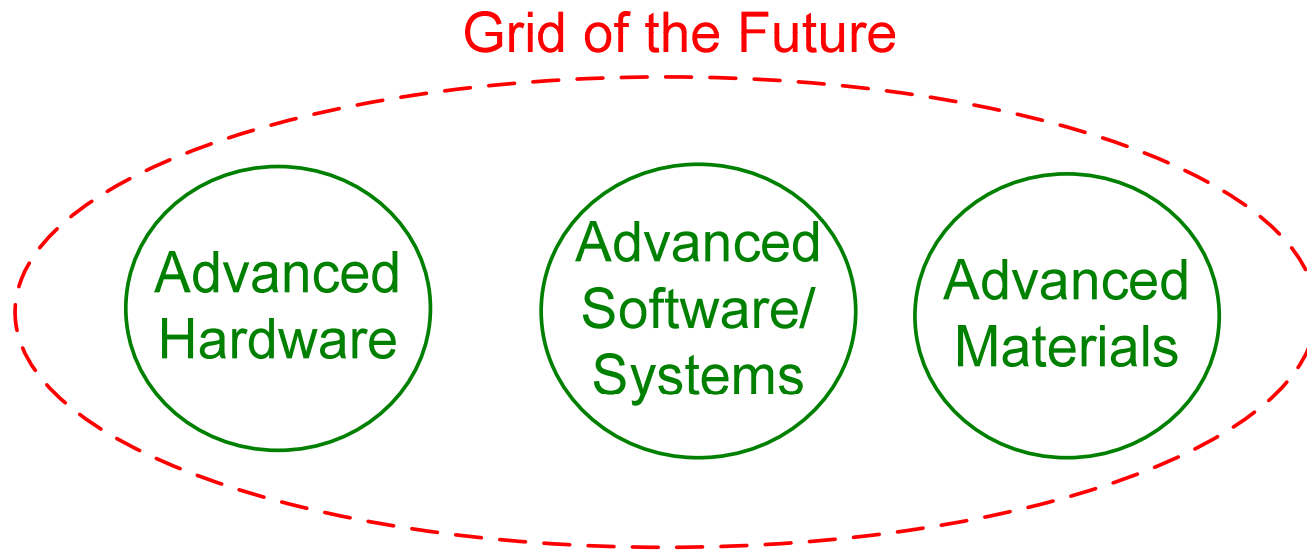 Grid of the Future
Advanced
Hardware
Advanced
Software/
Systems
Advanced
Materials